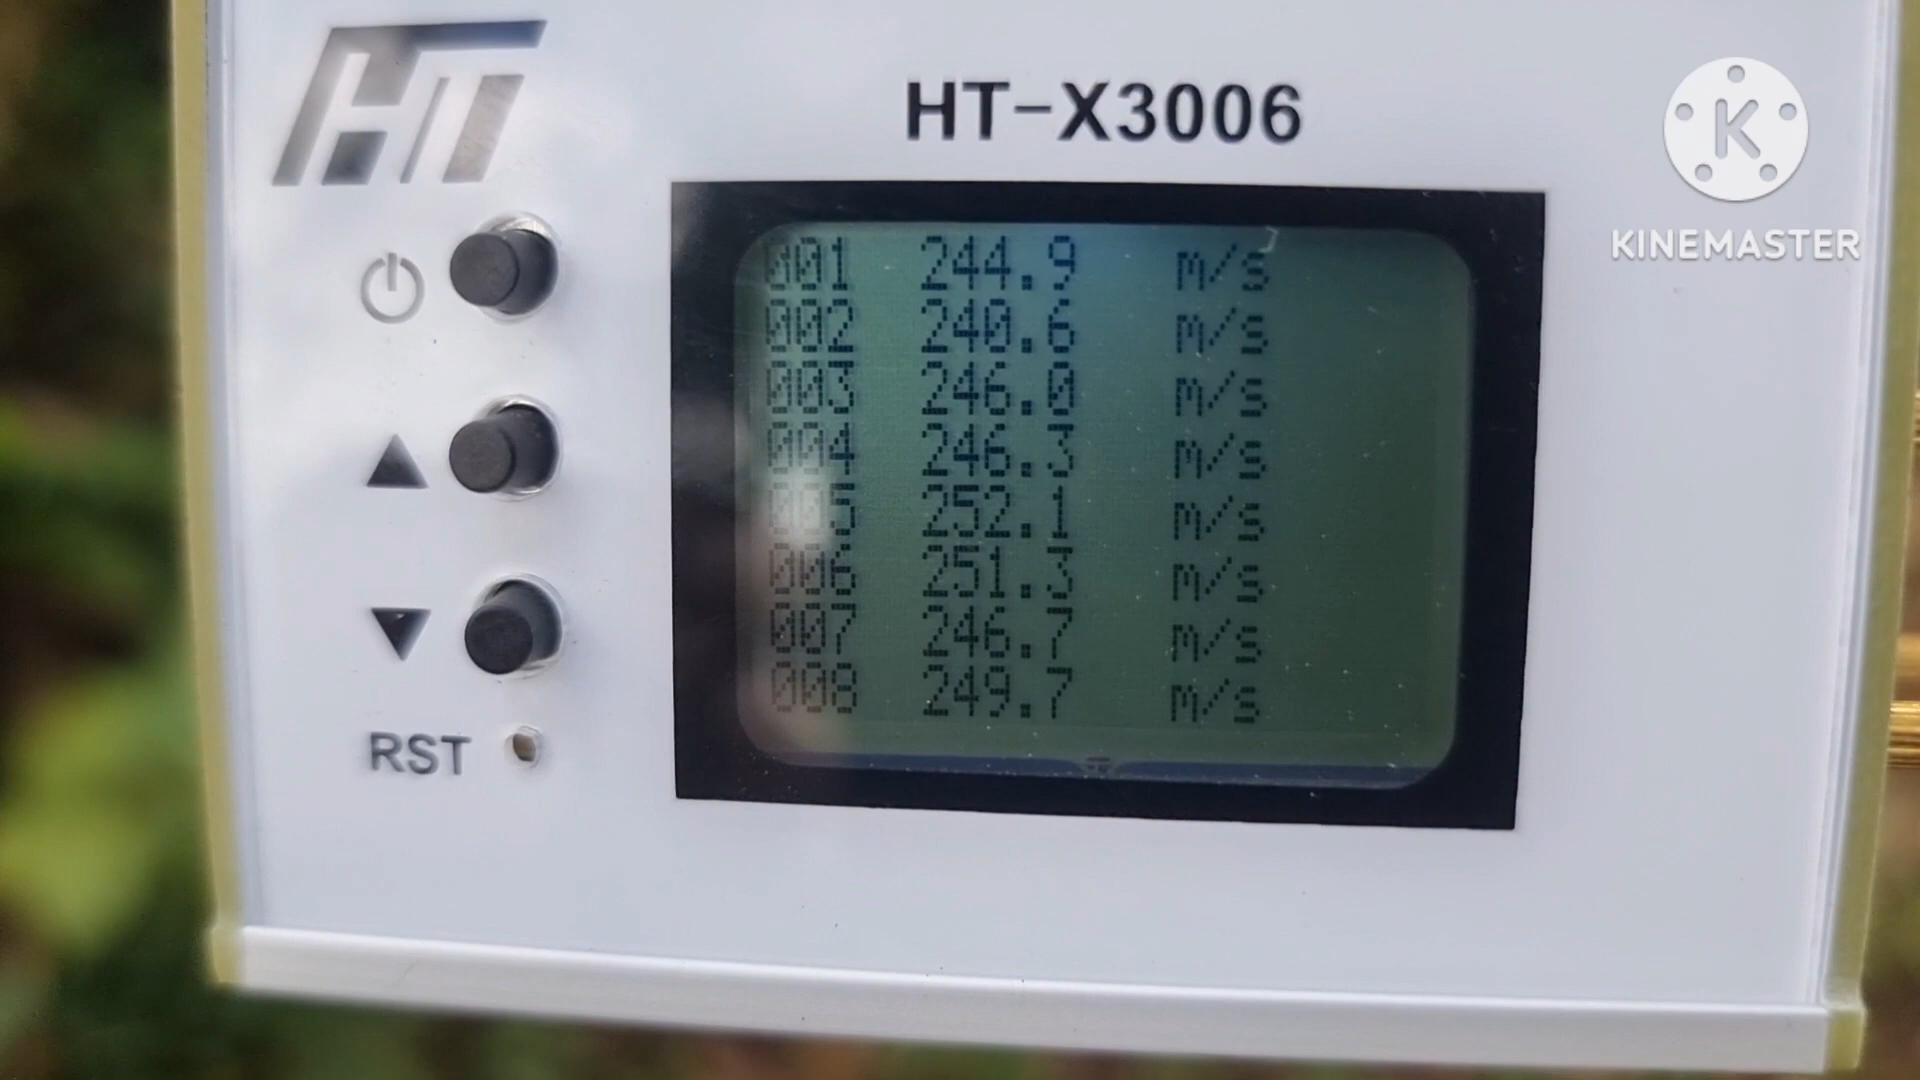 HT
HT-X3006
KINEMASTER
001 244.9 m/s
002 240.6 m/s
003 246.0 m/s
004 246.3 m/s
005 252.1 m/s
006 251.3 m/s
007 246.7 m/s
008 249.7 m/s
RST